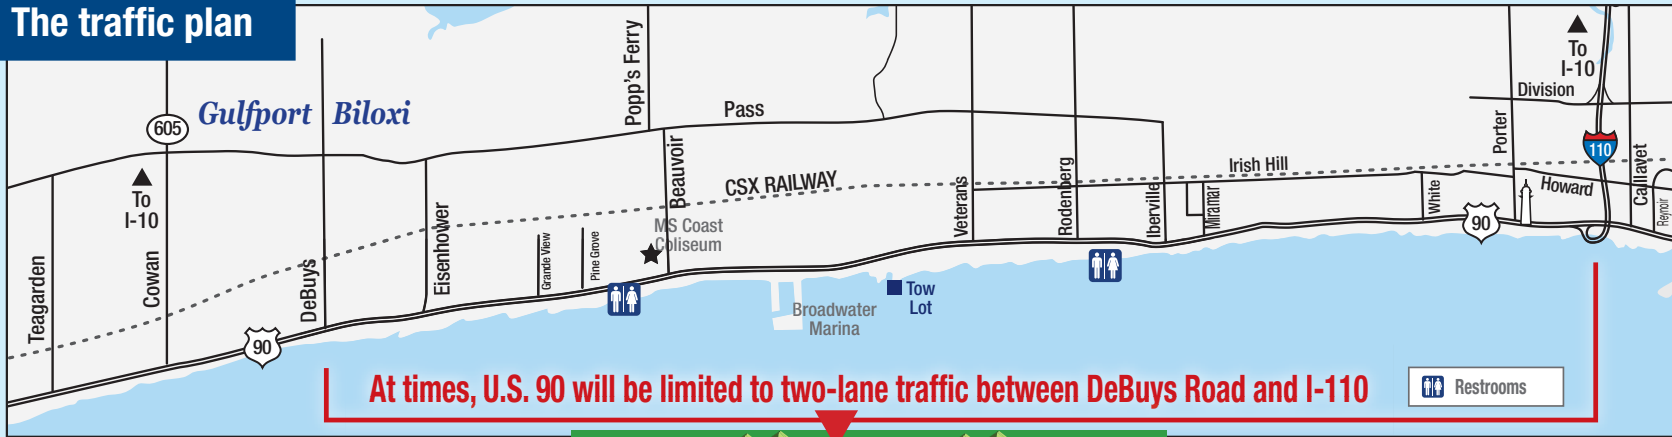 The traffic plan
Gulfport
Biloxi
605
To
I-10
Teagarden
Cowan
DeBuys
90
Eisenhower
Grande View
Pine Grove
Popp's Ferry
Beauvoir
Pass
CSX RAILWAY
MS Coast
Coliseum
Broadwater
Marina
Tow
Lot
Veterans
Rodenberg
Iberville
Miramar
Irish Hill
White
90
Porter
Division
To
I-10
110
Howard
Caillavet
At times, U.S. 90 will be limited to two-lane traffic between DeBuys Road and I-110
Restrooms